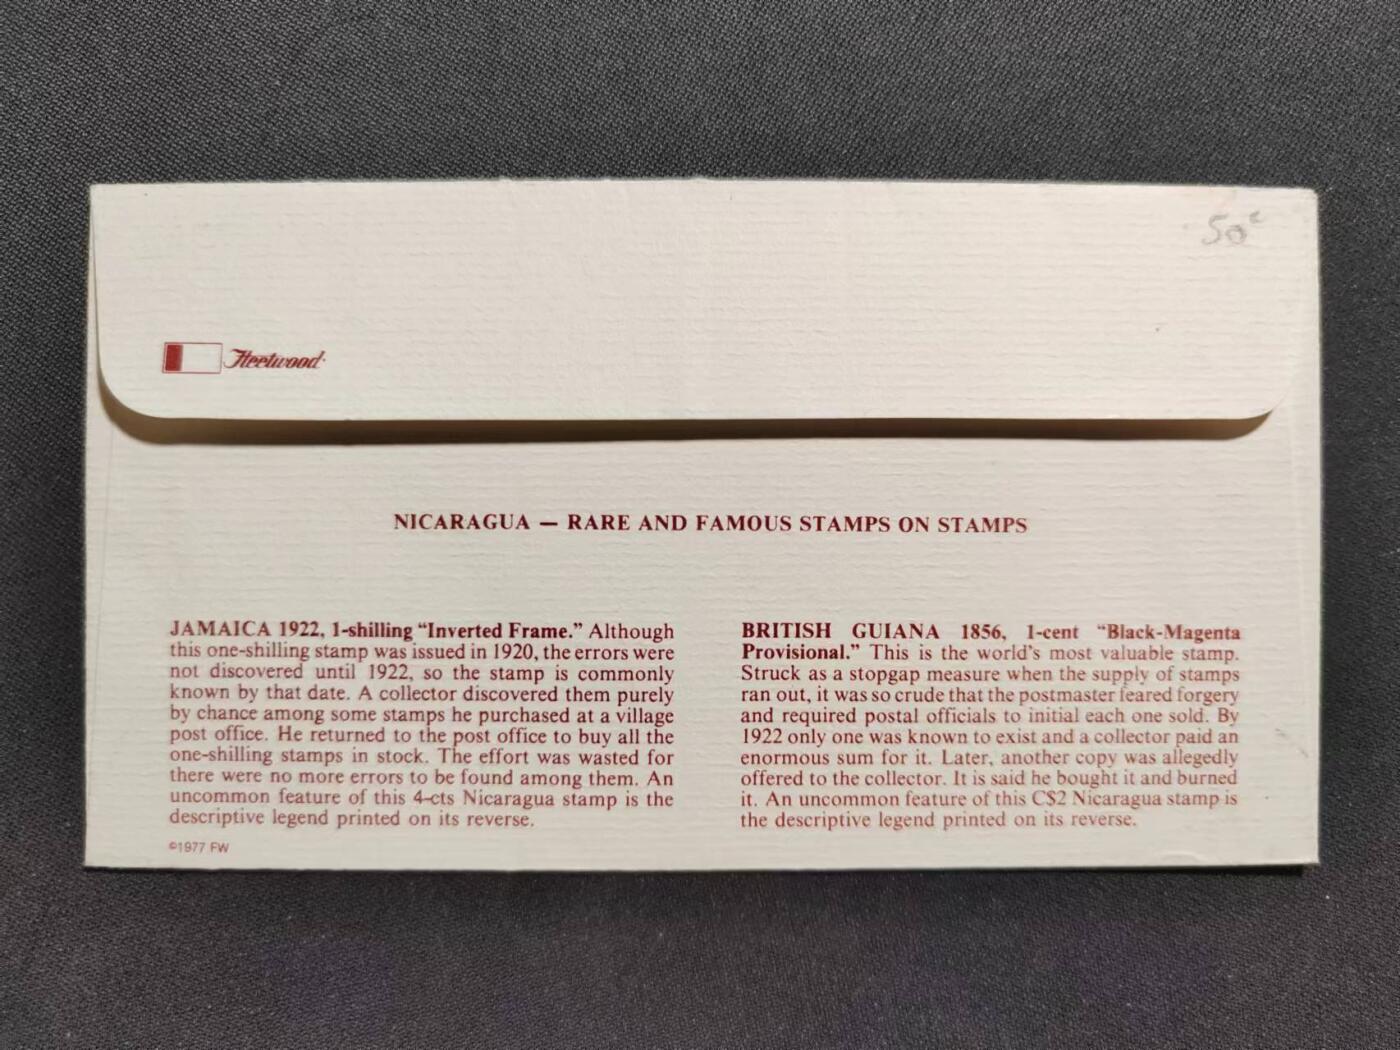 50¢
Fleetwood
NICARAGUA — RARE AND FAMOUS STAMPS ON STAMPS
JAMAICA 1922, 1-shilling “Inverted Frame.” Although
this one-shilling stamp was issued in 1920, the errors were
not discovered until 1922, so the stamp is commonly
known by that date. A collector discovered them purely
by chance among some stamps he purchased at a village
post office. He returned to the post office to buy all the
one-shilling stamps in stock. The effort was wasted for
there were no more errors to be found among them. An
uncommon feature of this 4-cts Nicaragua stamp is the
descriptive legend printed on its reverse.
©1977 FW
BRITISH GUIANA 1856, 1-cent “Black-Magenta
Provisional.” This is the world's most valuable stamp.
Struck as a stopgap measure when the supply of stamps
ran out, it was so crude that the postmaster feared forgery
and required postal officials to initial each one sold. By
1922 only one was known to exist and a collector paid an
enormous sum for it. Later, another copy was allegedly
offered to the collector. It is said he bought it and burned
it. An uncommon feature of this C$2 Nicaragua stamp is
the descriptive legend printed on its reverse.